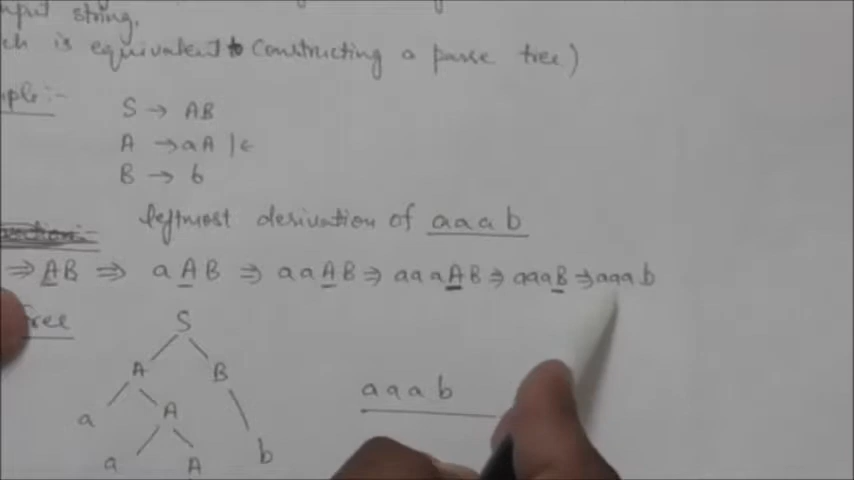 input string.
is equivalent to constructing a parse tree)
S → AB
A → aA | ε
B → b
leftmost derivation of aaab
⇒ AB ⇒ aAB ⇒ aaAB ⇒ aaaAB ⇒ aaaB ⇒ aaab
Tree
S
A B
aaab
a A
a A b